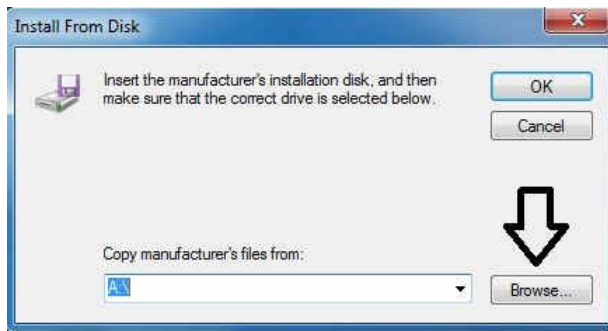 Install From Disk
Insert the manufacturer's installation disk, and then
make sure that the correct drive is selected below.
OK
Cancel
Copy manufacturer's files from:
A:\
Browse...